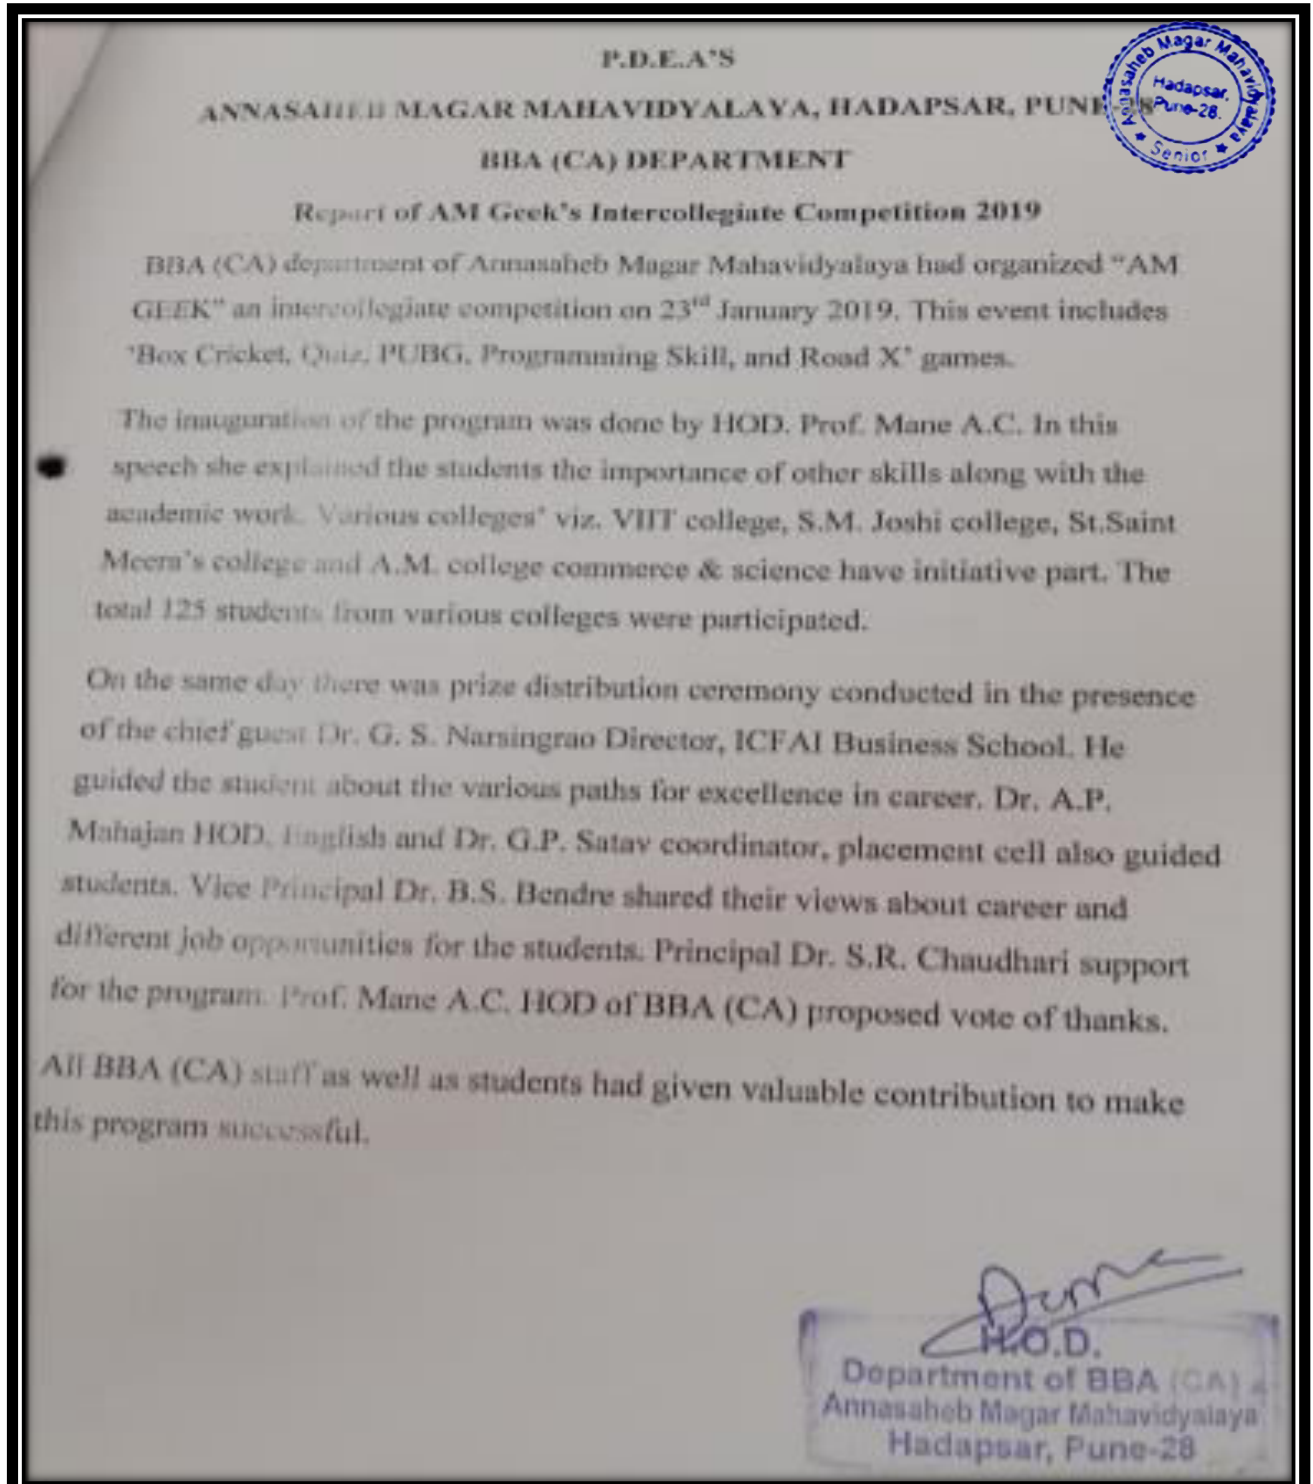 P.D.E.A'S
ANNASAHEB MAGAR MAHAVIDYALAYA, HADAPSAR, PUNE-28
BBA (CA) DEPARTMENT
Report of AM Geek's Intercollegiate Competition 2019
BBA (CA) department of Annasaheb Magar Mahavidyalaya had organized “AM
GEEK” an intercollegiate competition on 23rd January 2019. This event includes
‘Box Cricket, Quiz, PUBG, Programming Skill, and Road X’ games.
The inauguration of the program was done by HOD. Prof. Mane A.C. In this
speech she explained the students the importance of other skills along with the
academic work. Various colleges’ viz. VIIT college, S.M. Joshi college, St.Saint
Meera’s college and A.M. college commerce & science have initiative part. The
total 125 students from various colleges were participated.
On the same day there was prize distribution ceremony conducted in the presence
of the chief guest Dr. G. S. Narsingrao Director, ICFAI Business School. He
guided the student about the various paths for excellence in career. Dr. A.P.
Mahajan HOD, English and Dr. G.P. Satav coordinator, placement cell also guided
students. Vice Principal Dr. B.S. Bendre shared their views about career and
different job opportunities for the students. Principal Dr. S.R. Chaudhari support
for the program. Prof. Mane A.C. HOD of BBA (CA) proposed vote of thanks.
All BBA (CA) staff as well as students had given valuable contribution to make
this program successful.
H.O.D.
Department of BBA (CA)
Annasaheb Magar Mahavidyalaya
Hadapsar, Pune-28
Annasaheb Magar Mahavidyalaya
Hadapsar,
Pune-28.
★ Senior ★